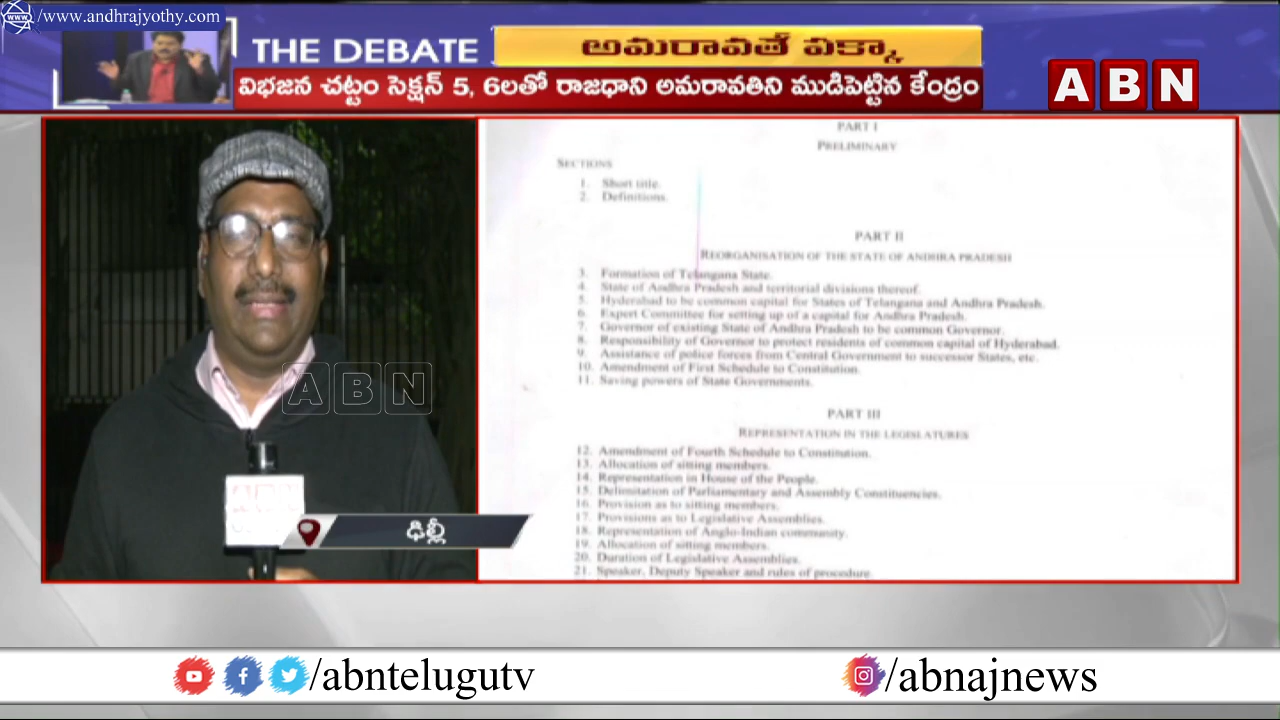 www./www.andhrajyothy.com
THE DEBATE
అమరావతే పక్కా
విభజన చట్టం సెక్షన్ 5, 6లతో రాజధాని అమరావతిని ముడిపెట్టిన కేంద్రం
ABN
PART I
PRELIMINARY
SECTIONS
1. Short title.
2. Definitions.
PART II
REORGANISATION OF THE STATE OF ANDHRA PRADESH
3. Formation of Telangana State.
4. State of Andhra Pradesh and territorial divisions thereof.
5. Hyderabad to be common capital for States of Telangana and Andhra Pradesh.
6. Expert Committee for setting up of a capital for Andhra Pradesh.
7. Governor of existing State of Andhra Pradesh to be common Governor.
8. Responsibility of Governor to protect residents of common capital of Hyderabad.
9. Assistance of police forces from Central Government to successor States, etc.
10. Amendment of First Schedule to Constitution.
11. Saving powers of State Governments.
PART III
REPRESENTATION IN THE LEGISLATURES
12. Amendment of Fourth Schedule to Constitution.
13. Allocation of sitting members.
14. Representation in House of the People.
15. Delimitation of Parliamentary and Assembly Constituencies.
16. Provision as to sitting members.
17. Provisions as to Legislative Assemblies.
18. Representation of Anglo-Indian community.
19. Allocation of sitting members.
20. Duration of Legislative Assemblies.
21. Speaker, Deputy Speaker and rules of procedure.
ABN
ఢిల్లీ
/abntelugutv
/abnajnews